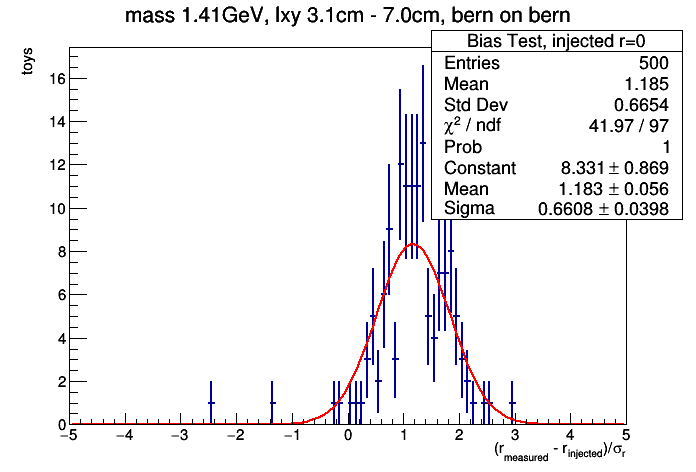 mass 1.41GeV, lxy 3.1cm - 7.0cm, bern on bern
Bias Test, injected r=0
Entries 500
Mean 1.185
Std Dev 0.6654
χ² / ndf 41.97 / 97
Prob 1
Constant 8.331 ± 0.869
Mean 1.183 ± 0.056
Sigma 0.6608 ± 0.0398
toys
16
14
12
10
8
6
4
2
0
−5 −4 −3 −2 −1 0 1 2 3 4 5
(r_measured - r_injected)/σ_r